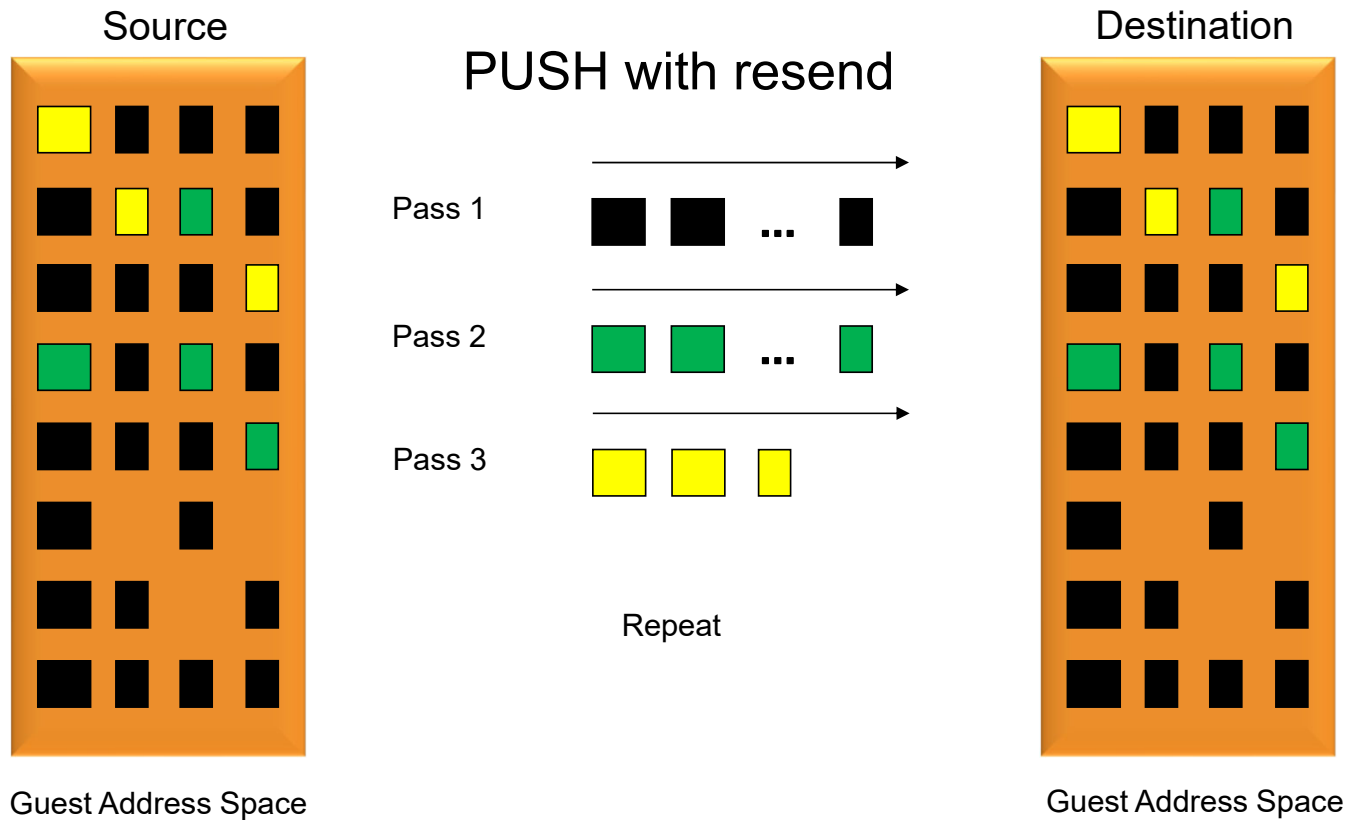 Source
PUSH with resend
Destination
Pass 1
...
Pass 2
...
Pass 3
Repeat
Guest Address Space
Guest Address Space